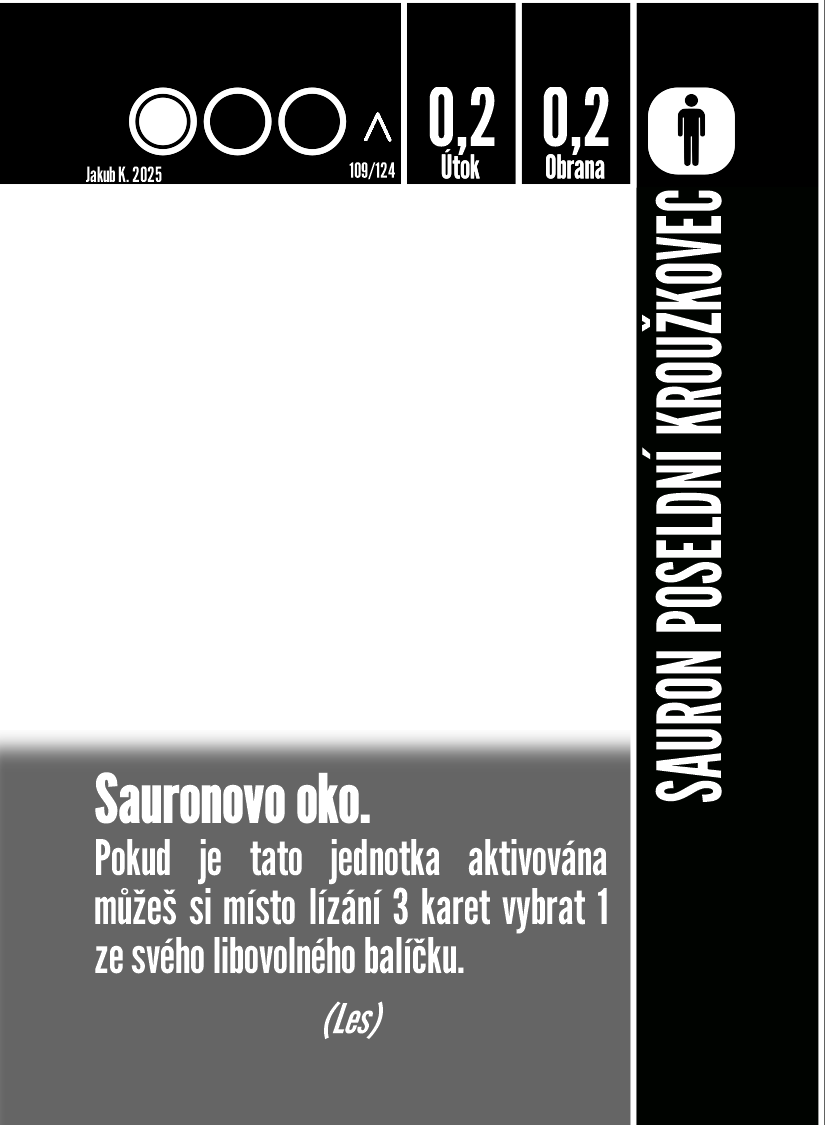 0,2
0,2
Útok
Obrana
Jakub K. 2025
109/124
SAURON POSELDNÍ KROUŽKOVEC
Sauronovo oko.
Pokud je tato jednotka aktivována
můžeš si místo lízání 3 karet vybrat 1
ze svého libovolného balíčku.
(Les)